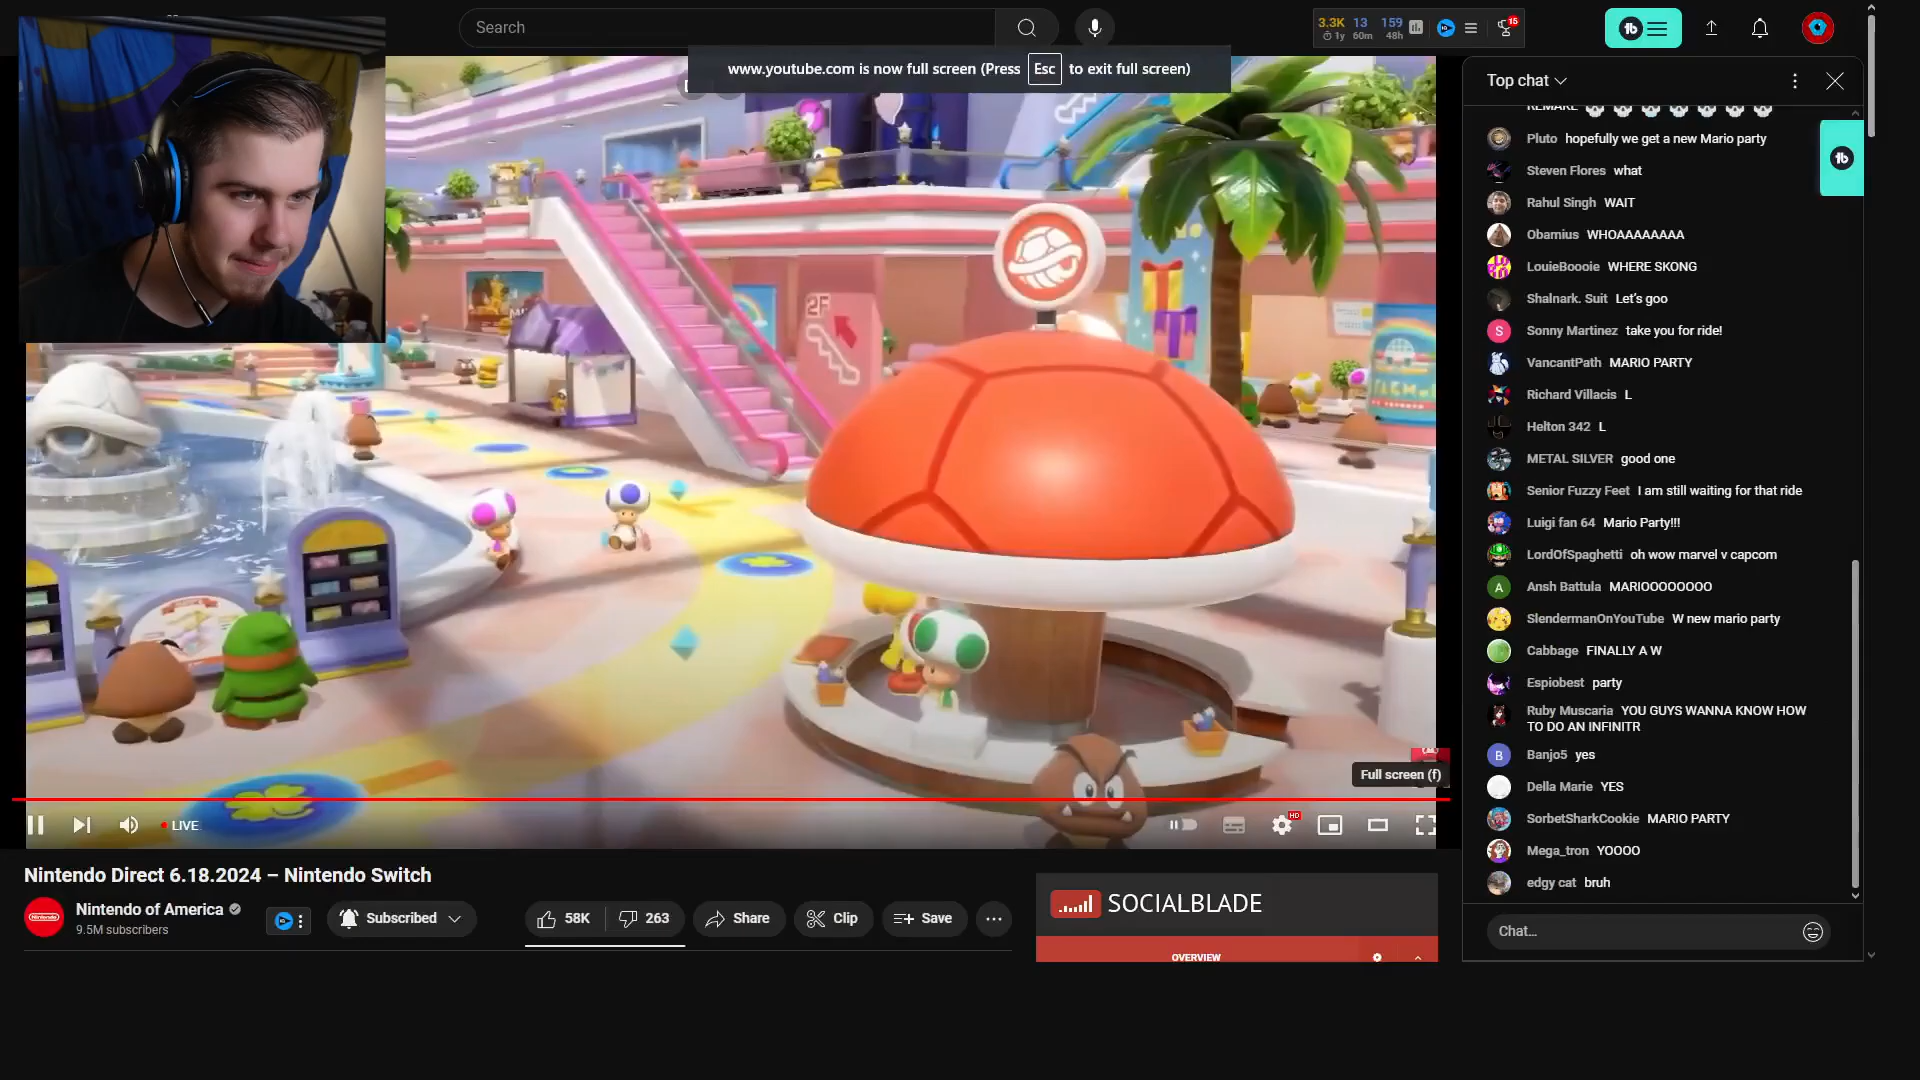 Search
3.3K 13 159
1y 60m 48h
15
www.youtube.com is now full screen (Press Esc to exit full screen)
2F
Top chat
REMAKE
Pluto hopefully we get a new Mario party
Steven Flores what
Rahul Singh WAIT
Obamius WHOAAAAAAA
LouieBoooie WHERE SKONG
Shalnark. Suit Let's goo
S
Sonny Martinez take you for ride!
VancantPath MARIO PARTY
Richard Villacis L
Helton 342 L
METAL SILVER good one
Senior Fuzzy Feet I am still waiting for that ride
Luigi fan 64 Mario Party!!!
LordOfSpaghetti oh wow marvel v capcom
A
Ansh Battula MARIOOOOOOOO
SlendermanOnYouTube W new mario party
Cabbage FINALLY A W
Espiobest party
Ruby Muscaria YOU GUYS WANNA KNOW HOW
TO DO AN INFINITR
B
Banjo5 yes
Della Marie YES
SorbetSharkCookie MARIO PARTY
Mega_tron YOOOO
edgy cat bruh
Chat...
Full screen (f)
LIVE
HD
Nintendo Direct 6.18.2024 – Nintendo Switch
Nintendo
Nintendo of America
9.5M subscribers
Subscribed
58K
263
Share
Clip
Save
SOCIALBLADE
OVERVIEW